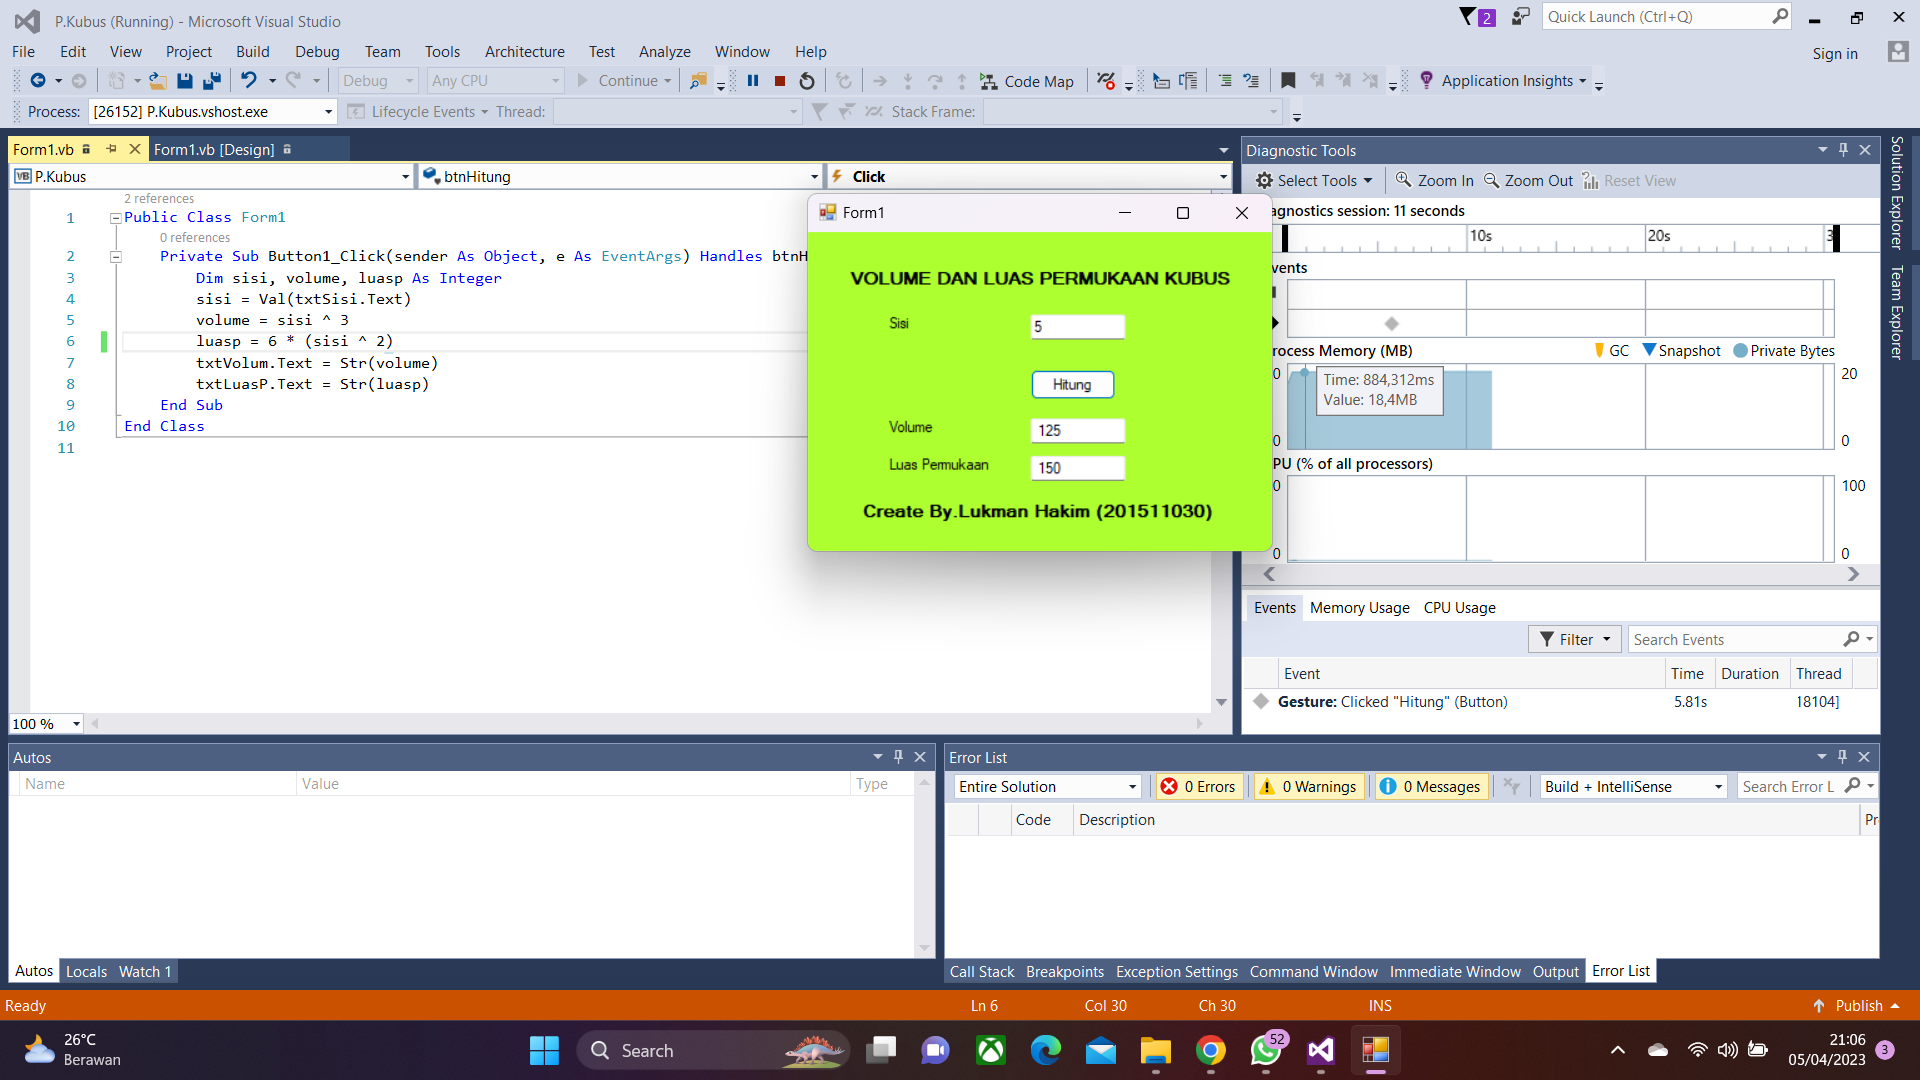 P.Kubus (Running) - Microsoft Visual Studio
2
Quick Launch (Ctrl+Q)
File Edit View Project Build Debug Team Tools Architecture Test Analyze Window Help
Sign in
Debug Any CPU Continue Code Map Application Insights
Process: [26152] P.Kubus.vshost.exe Lifecycle Events Thread: Stack Frame:
Form1.vb Form1.vb [Design]
VB P.Kubus btnHitung Click
2 references
1 Public Class Form1
0 references
2 Private Sub Button1_Click(sender As Object, e As EventArgs) Handles btnH
3 Dim sisi, volume, luasp As Integer
4 sisi = Val(txtSisi.Text)
5 volume = sisi ^ 3
6 luasp = 6 * (sisi ^ 2)
7 txtVolum.Text = Str(volume)
8 txtLuasP.Text = Str(luasp)
9 End Sub
10 End Class
11
100 %
Form1
VOLUME DAN LUAS PERMUKAAN KUBUS
Sisi 5
Hitung
Volume 125
Luas Permukaan 150
Create By.Lukman Hakim (201511030)
Diagnostic Tools
Select Tools Zoom In Zoom Out Reset View
agnostics session: 11 seconds
10s 20s 3
vents
rocess Memory (MB) GC Snapshot Private Bytes
0 20
Time: 884,312ms
Value: 18,4MB
0 0
PU (% of all processors)
0 100
0 0
Events Memory Usage CPU Usage
Filter Search Events
Event Time Duration Thread
Gesture: Clicked "Hitung" (Button) 5.81s 18104]
Solution Explorer
Team Explorer
Autos
Name Value Type
Autos Locals Watch 1
Error List
Entire Solution 0 Errors 0 Warnings 0 Messages Build + IntelliSense Search Error L
Code Description Pr
Call Stack Breakpoints Exception Settings Command Window Immediate Window Output Error List
Ready Ln 6 Col 30 Ch 30 INS Publish
26°C
Berawan
Search
52
21:06
05/04/2023
3